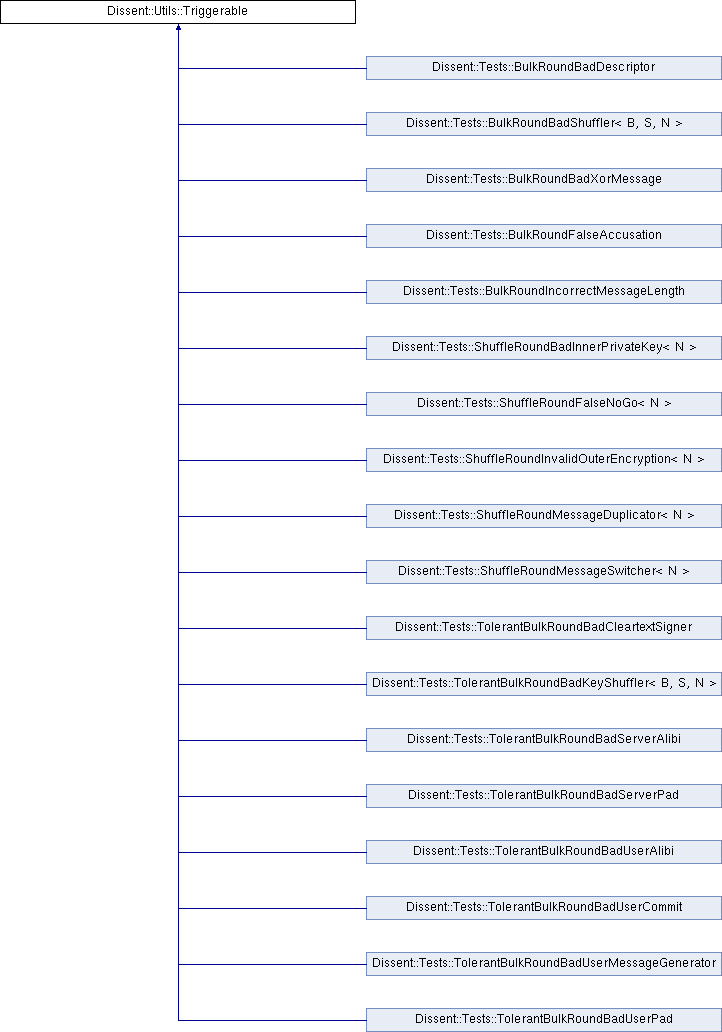 Dissent::Utils::Triggerable
Dissent::Tests::BulkRoundBadDescriptor
Dissent::Tests::BulkRoundBadShuffler< B, S, N >
Dissent::Tests::BulkRoundBadXorMessage
Dissent::Tests::BulkRoundFalseAccusation
Dissent::Tests::BulkRoundIncorrectMessageLength
Dissent::Tests::ShuffleRoundBadInnerPrivateKey< N >
Dissent::Tests::ShuffleRoundFalseNoGo< N >
Dissent::Tests::ShuffleRoundInvalidOuterEncryption< N >
Dissent::Tests::ShuffleRoundMessageDuplicator< N >
Dissent::Tests::ShuffleRoundMessageSwitcher< N >
Dissent::Tests::TolerantBulkRoundBadCleartextSigner
Dissent::Tests::TolerantBulkRoundBadKeyShuffler< B, S, N >
Dissent::Tests::TolerantBulkRoundBadServerAlibi
Dissent::Tests::TolerantBulkRoundBadServerPad
Dissent::Tests::TolerantBulkRoundBadUserAlibi
Dissent::Tests::TolerantBulkRoundBadUserCommit
Dissent::Tests::TolerantBulkRoundBadUserMessageGenerator
Dissent::Tests::TolerantBulkRoundBadUserPad